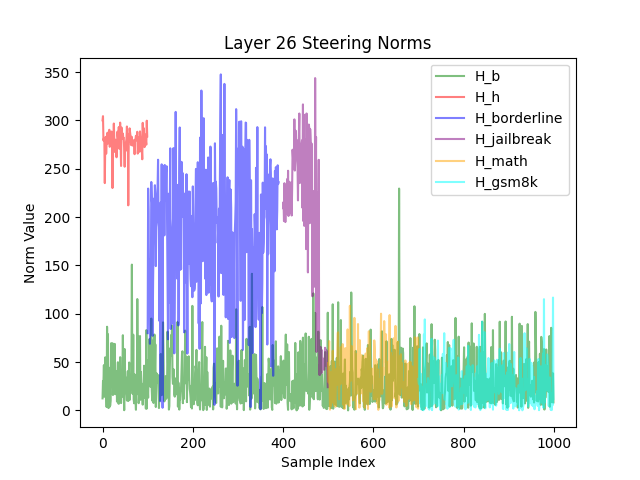 Layer 26 Steering Norms
350
300
250
200
150
100
50
0
Norm Value
0
200
400
600
800
1000
Sample Index
H_b
H_h
H_borderline
H_jailbreak
H_math
H_gsm8k